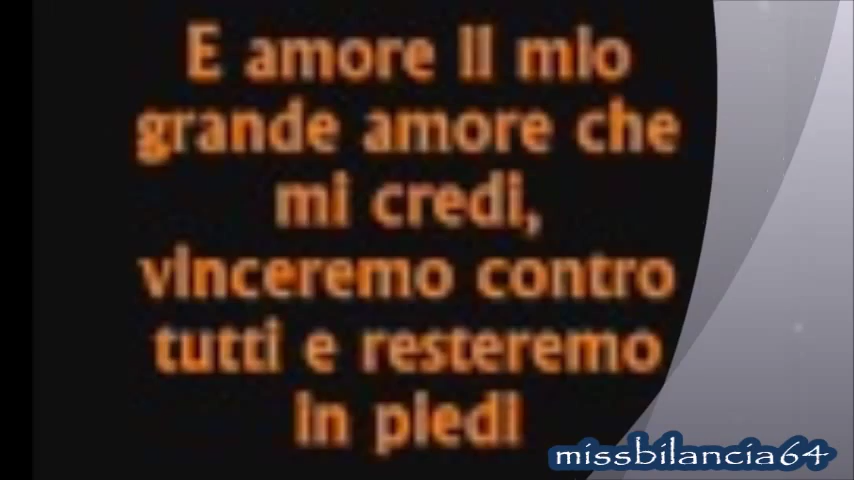 E amore il mio
grande amore che
mi credi,
vinceremo contro
tutti e resteremo
in piedi
missbilancia64